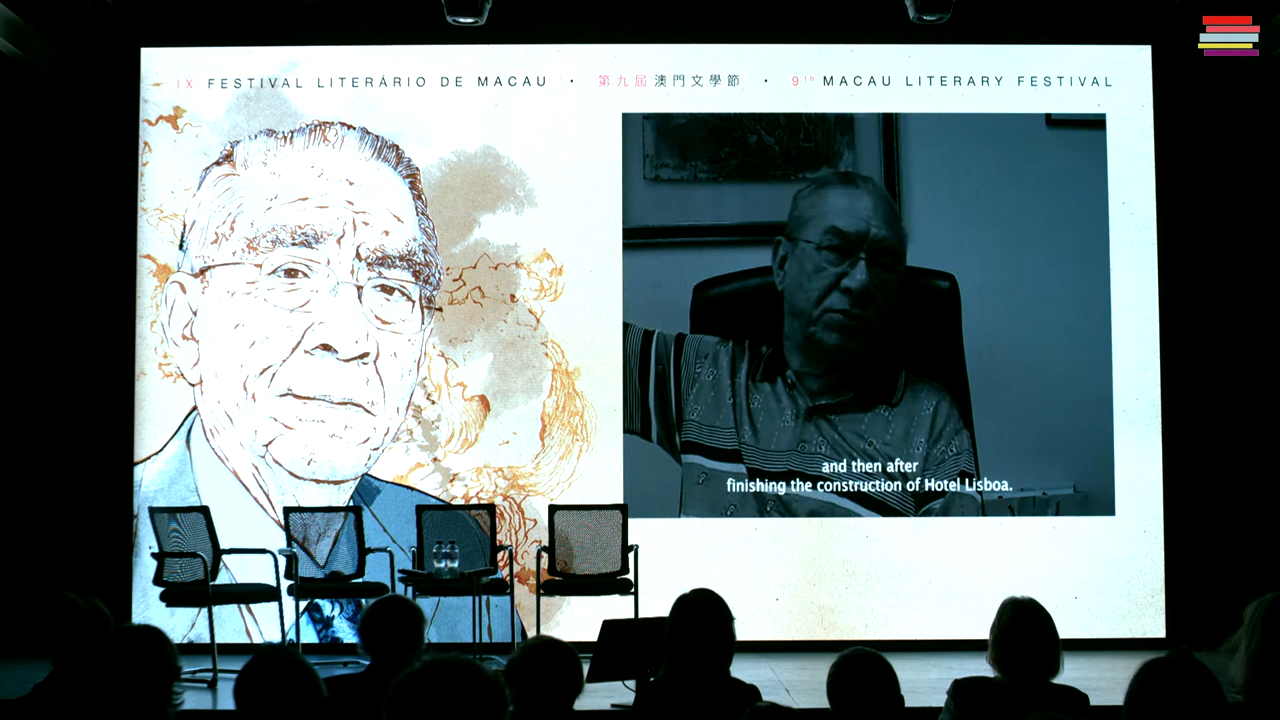 IX FESTIVAL LITERÁRIO DE MACAU • 第九屆澳門文學節 • 9th MACAU LITERARY FESTIVAL
and then after
finishing the construction of Hotel Lisboa.